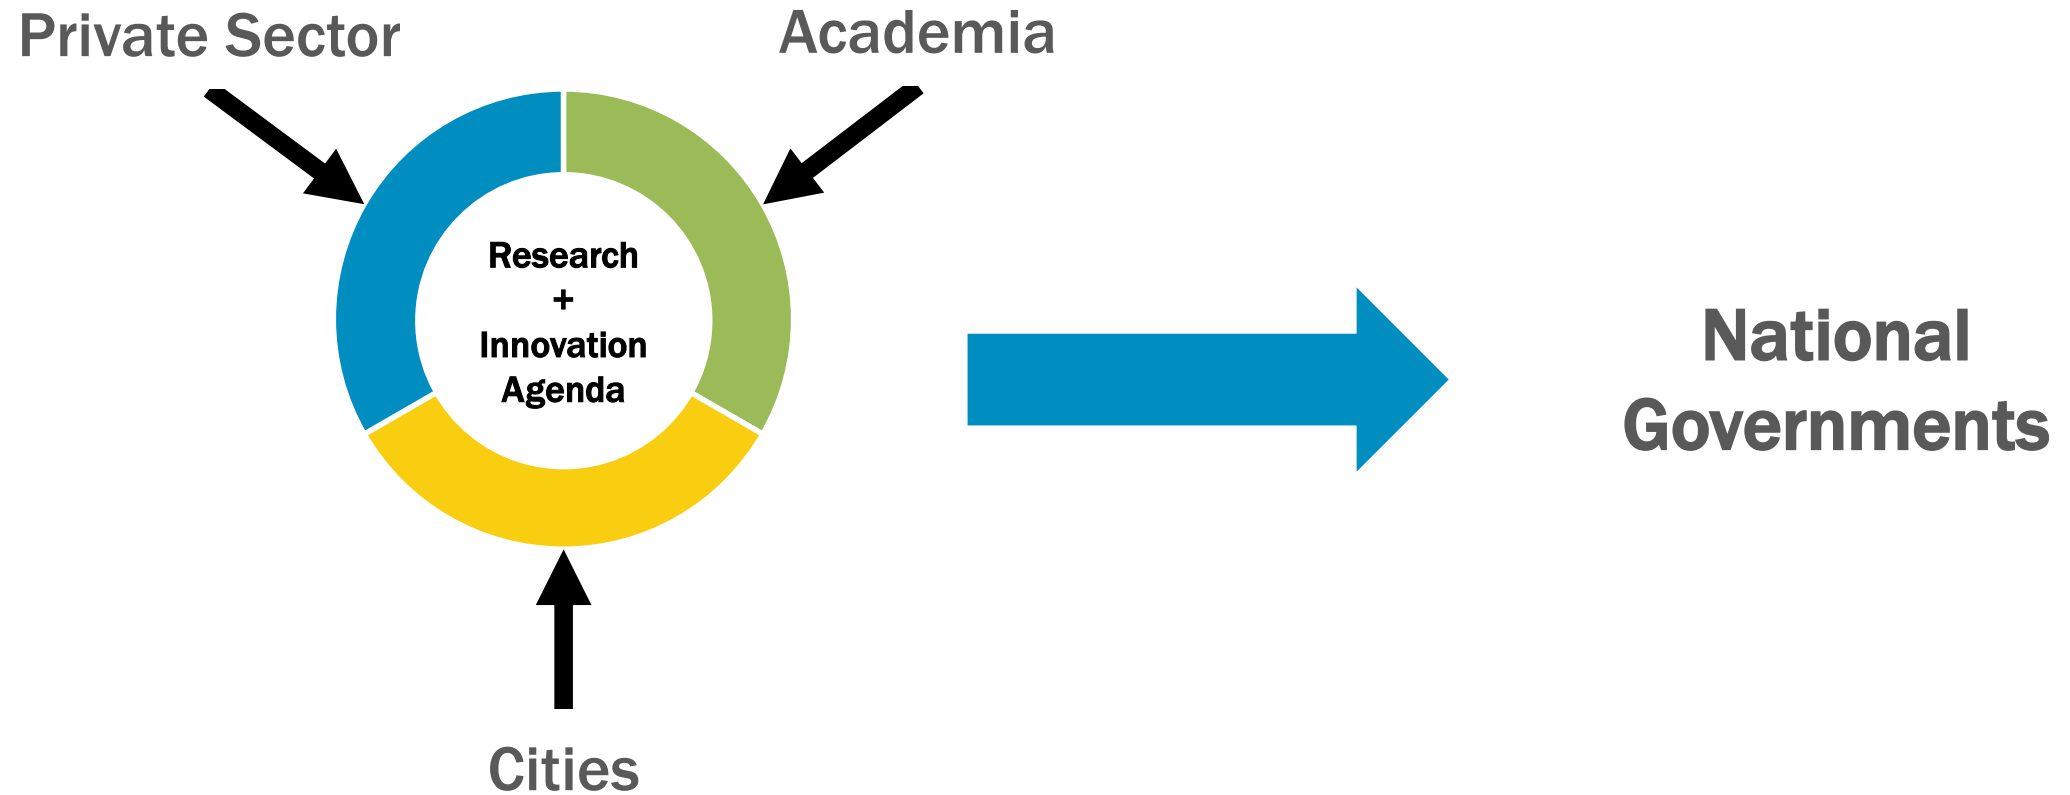 Private Sector
Academia
Research
+
Innovation
Agenda
National
Governments
Cities